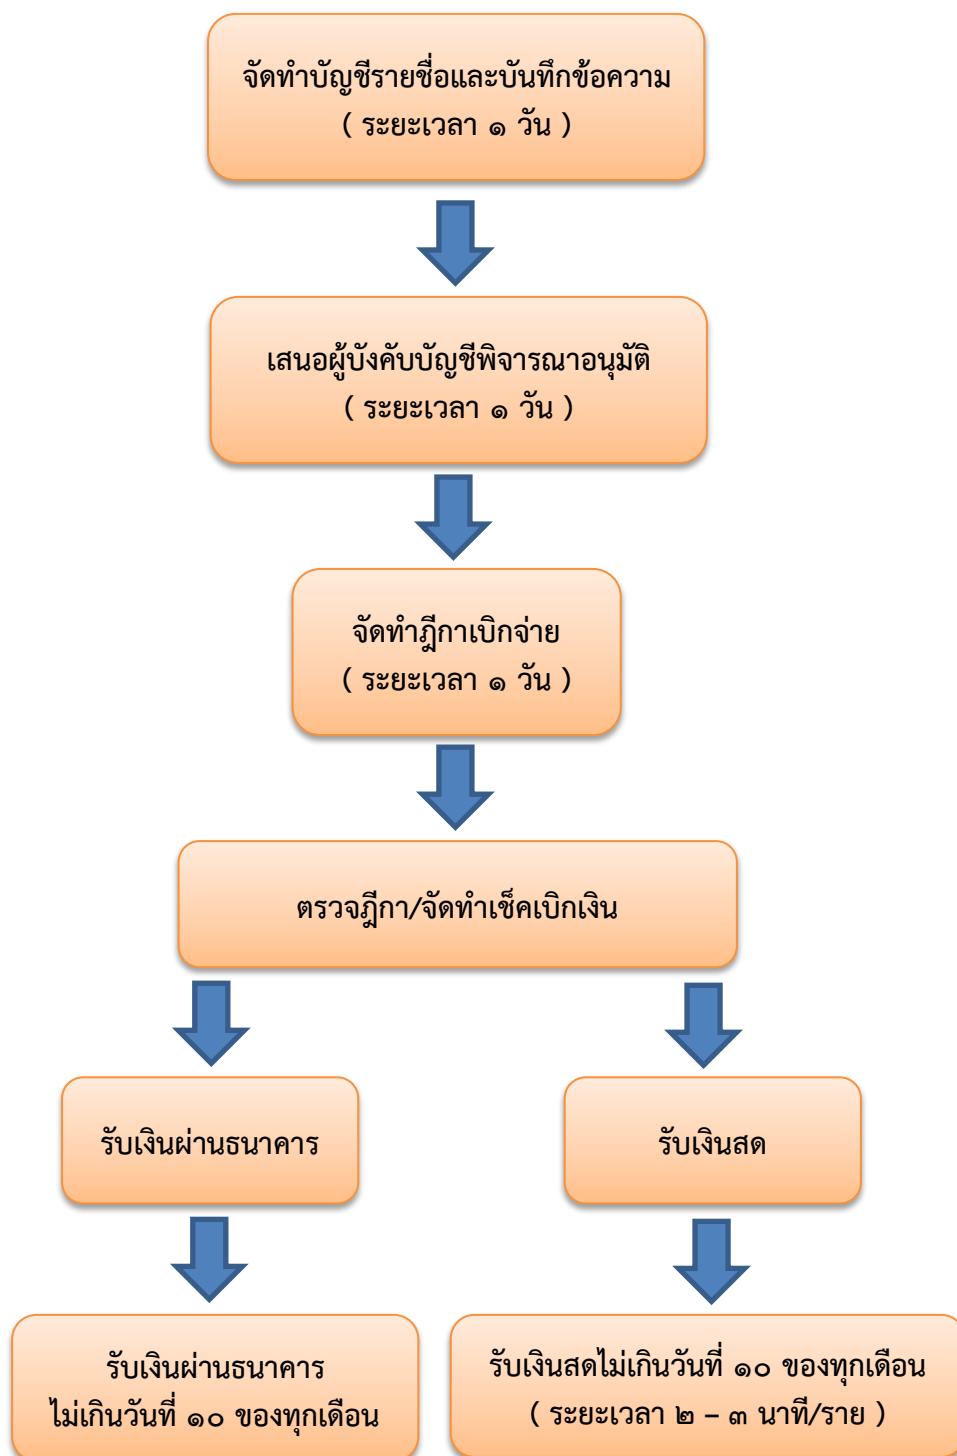 จัดทำบัญชีรายชื่อและบันทึกข้อความ
( ระยะเวลา ๑ วัน )
เสนอผู้บังคับบัญชีพิจารณาอนุมัติ
( ระยะเวลา ๑ วัน )
จัดทำฎีกาเบิกจ่าย
( ระยะเวลา ๑ วัน )
ตรวจฎีกา/จัดทำเช็คเบิกเงิน
รับเงินผ่านธนาคาร
รับเงินสด
รับเงินผ่านธนาคาร
ไม่เกินวันที่ ๑๐ ของทุกเดือน
รับเงินสดไม่เกินวันที่ ๑๐ ของทุกเดือน
( ระยะเวลา ๒ – ๓ นาที/ราย )